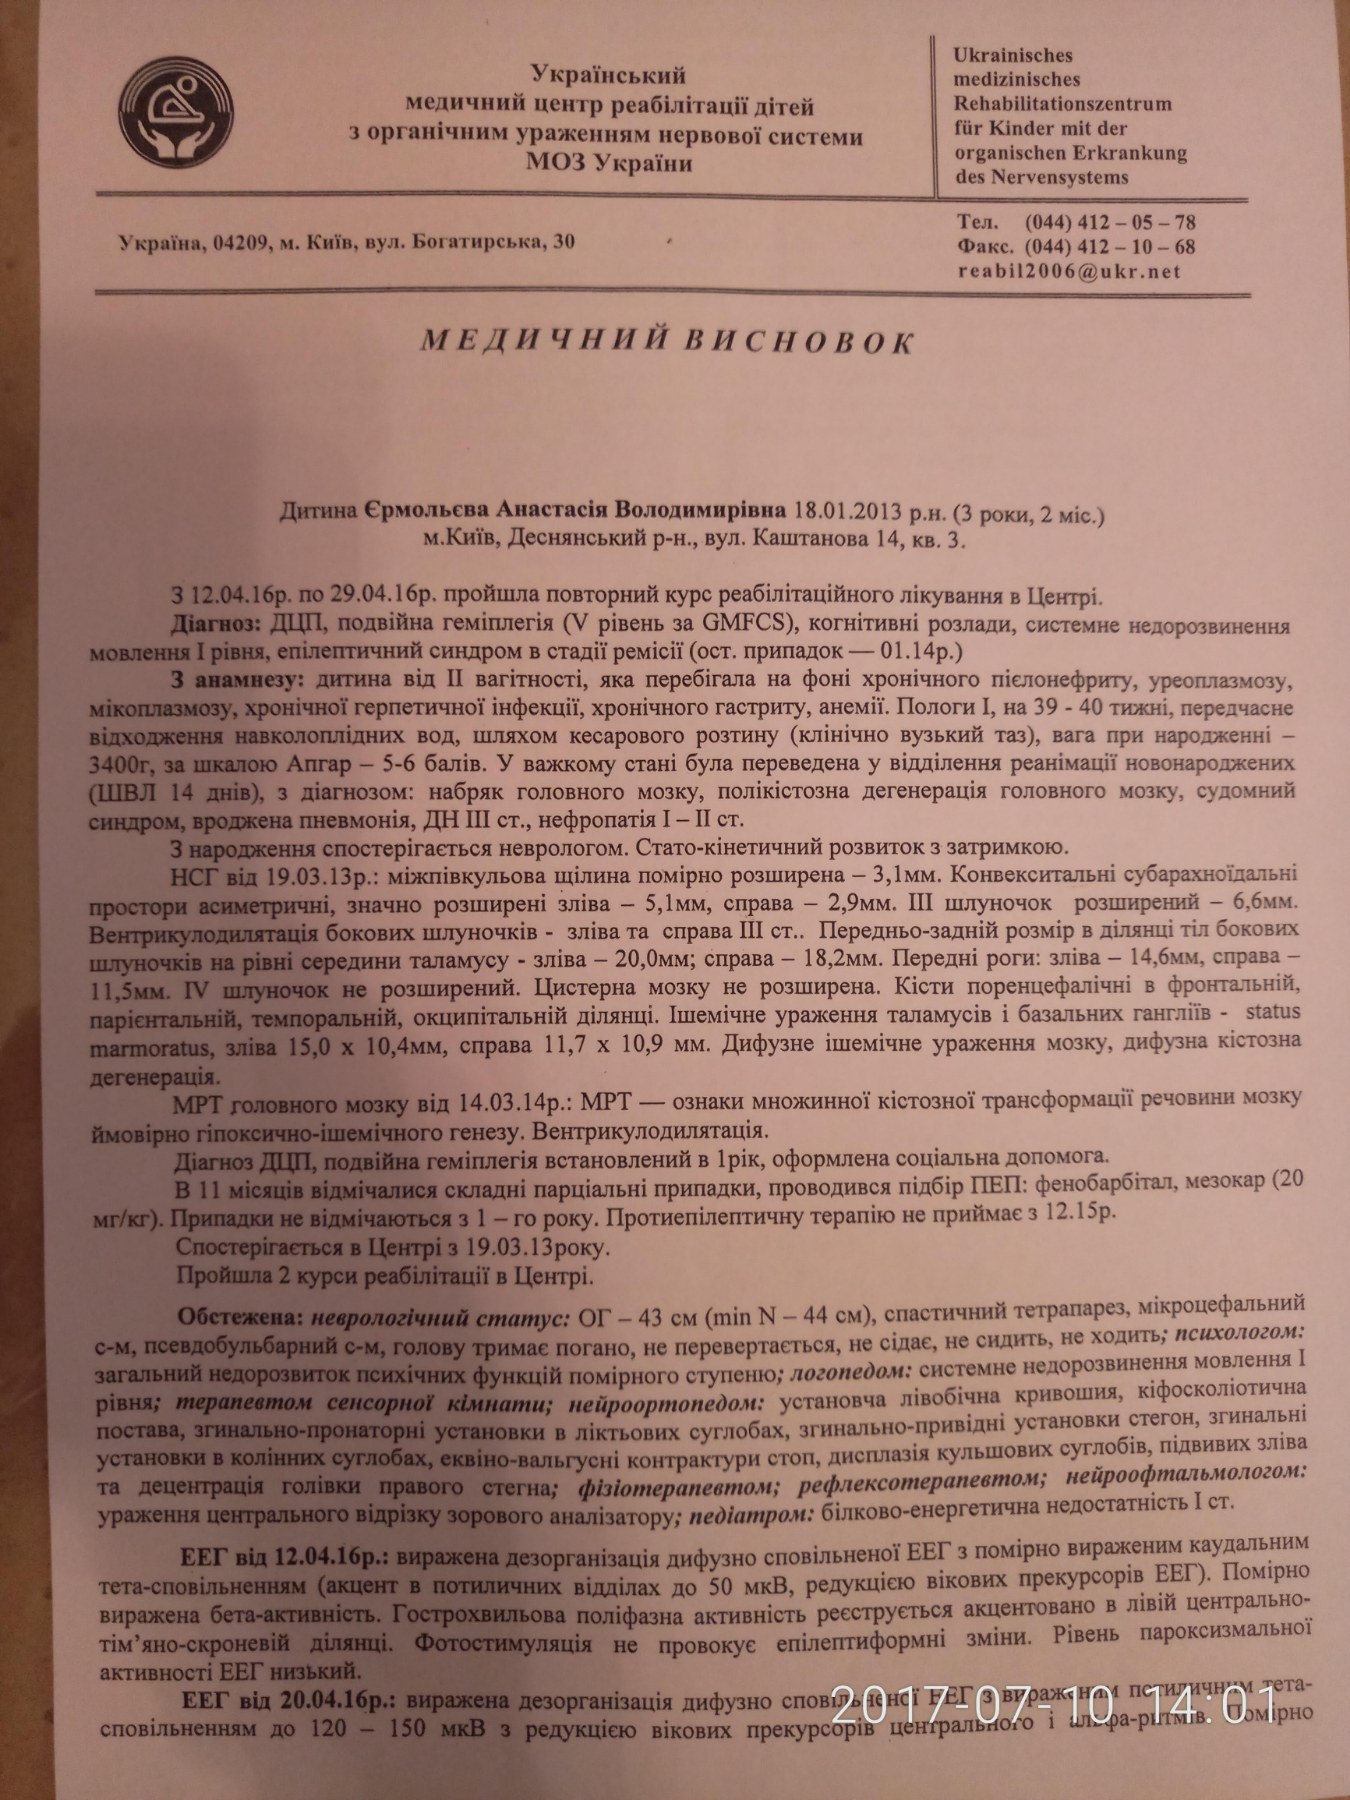 Український
медичний центр реабілітації дітей
з органічним ураженням нервової системи
МОЗ України
Ukrainisches
medizinisches
Rehabilitationszentrum
für Kinder mit der
organischen Erkrankung
des Nervensystems
Україна, 04209, м. Київ, вул. Богатирська, 30
Тел. (044) 412 – 05 – 78
Факс. (044) 412 – 10 – 68
reabil2006@ukr.net
МЕДИЧНИЙ ВИСНОВОК
Дитина Єрмольєва Анастасія Володимирівна 18.01.2013 р.н. (3 роки, 2 міс.)
м.Київ, Деснянський р-н., вул. Каштанова 14, кв. 3.
З 12.04.16р. по 29.04.16р. пройшла повторний курс реабілітаційного лікування в Центрі.
Діагноз: ДЦП, подвійна геміплегія (V рівень за GMFCS), когнітивні розлади, системне недорозвинення
мовлення І рівня, епілептичний синдром в стадії ремісії (ост. припадок — 01.14р.)
З анамнезу: дитина від ІІ вагітності, яка перебігала на фоні хронічного пієлонефриту, уреоплазмозу,
мікоплазмозу, хронічної герпетичної інфекції, хронічного гастриту, анемії. Пологи І, на 39 - 40 тижні, передчасне
відходження навколоплідних вод, шляхом кесарового розтину (клінічно вузький таз), вага при народженні –
3400г, за шкалою Апгар – 5-6 балів. У важкому стані була переведена у відділення реанімації новонароджених
(ШВЛ 14 днів), з діагнозом: набряк головного мозку, полікістозна дегенерація головного мозку, судомний
синдром, вроджена пневмонія, ДН ІІІ ст., нефропатія І – ІІ ст.
З народження спостерігається неврологом. Стато-кінетичний розвиток з затримкою.
НСГ від 19.03.13р.: міжпівкульова щілина помірно розширена – 3,1мм. Конвекситальні субарахноїдальні
простори асиметричні, значно розширені зліва – 5,1мм, справа – 2,9мм. ІІІ шлуночок розширений – 6,6мм.
Вентрикулодилятація бокових шлуночків - зліва та справа ІІІ ст.. Передньо-задній розмір в ділянці тіл бокових
шлуночків на рівні середини таламусу - зліва – 20,0мм; справа – 18,2мм. Передні роги: зліва – 14,6мм, справа –
11,5мм. IV шлуночок не розширений. Цистерна мозку не розширена. Кісти поренцефалічні в фронтальній,
парієнтальній, темпоральній, окципітальній ділянці. Ішемічне ураження таламусів і базальних гангліїв - status
marmoratus, зліва 15,0 х 10,4мм, справа 11,7 х 10,9 мм. Дифузне ішемічне ураження мозку, дифузна кістозна
дегенерація.
МРТ головного мозку від 14.03.14р.: МРТ — ознаки множинної кістозної трансформації речовини мозку
ймовірно гіпоксично-ішемічного генезу. Вентрикулодилятація.
Діагноз ДЦП, подвійна геміплегія встановлений в 1рік, оформлена соціальна допомога.
В 11 місяців відмічалися складні парціальні припадки, проводився підбір ПЕП: фенобарбітал, мезокар (20
мг/кг). Припадки не відмічаються з 1 – го року. Протиепілептичну терапію не приймає з 12.15р.
Спостерігається в Центрі з 19.03.13року.
Пройшла 2 курси реабілітації в Центрі.
Обстежена: неврологічний статус: ОГ – 43 см (min N – 44 см), спастичний тетрапарез, мікроцефальний
с-м, псевдобульбарний с-м, голову тримає погано, не перевертається, не сідає, не сидить, не ходить; психологом:
загальний недорозвиток психічних функцій помірного ступеню; логопедом: системне недорозвинення мовлення І
рівня; терапевтом сенсорної кімнати; нейроортопедом: установча лівобічна кривошия, кіфосколіотична
постава, згинально-пронаторні установки в ліктьових суглобах, згинально-привідні установки стегон, згинальні
установки в колінних суглобах, еквіно-вальгусні контрактури стоп, дисплазія кульшових суглобів, підвивих зліва
та децентрація голівки правого стегна; фізіотерапевтом; рефлексотерапевтом; нейроофтальмологом:
ураження центрального відрізку зорового аналізатору; педіатром: білково-енергетична недостатність І ст.
ЕЕГ від 12.04.16р.: виражена дезорганізація дифузно сповільненої ЕЕГ з помірно вираженим каудальним
тета-сповільненням (акцент в потиличних відділах до 50 мкВ, редукцією вікових прекурсорів ЕЕГ). Помірно
виражена бета-активність. Гострохвильова поліфазна активність реєструється акцентовано в лівій центрально-
тім’яно-скроневій ділянці. Фотостимуляція не провокує епілептиформні зміни. Рівень пароксизмальної
активності ЕЕГ низький.
ЕЕГ від 20.04.16р.: виражена дезорганізація дифузно сповільненої ЕЕГ з вираженим потиличним тета-
сповільненням до 120 – 150 мкВ з редукцією вікових прекурсорів центрального і альфа-ритмів. Помірно
2017-07-10 14:01